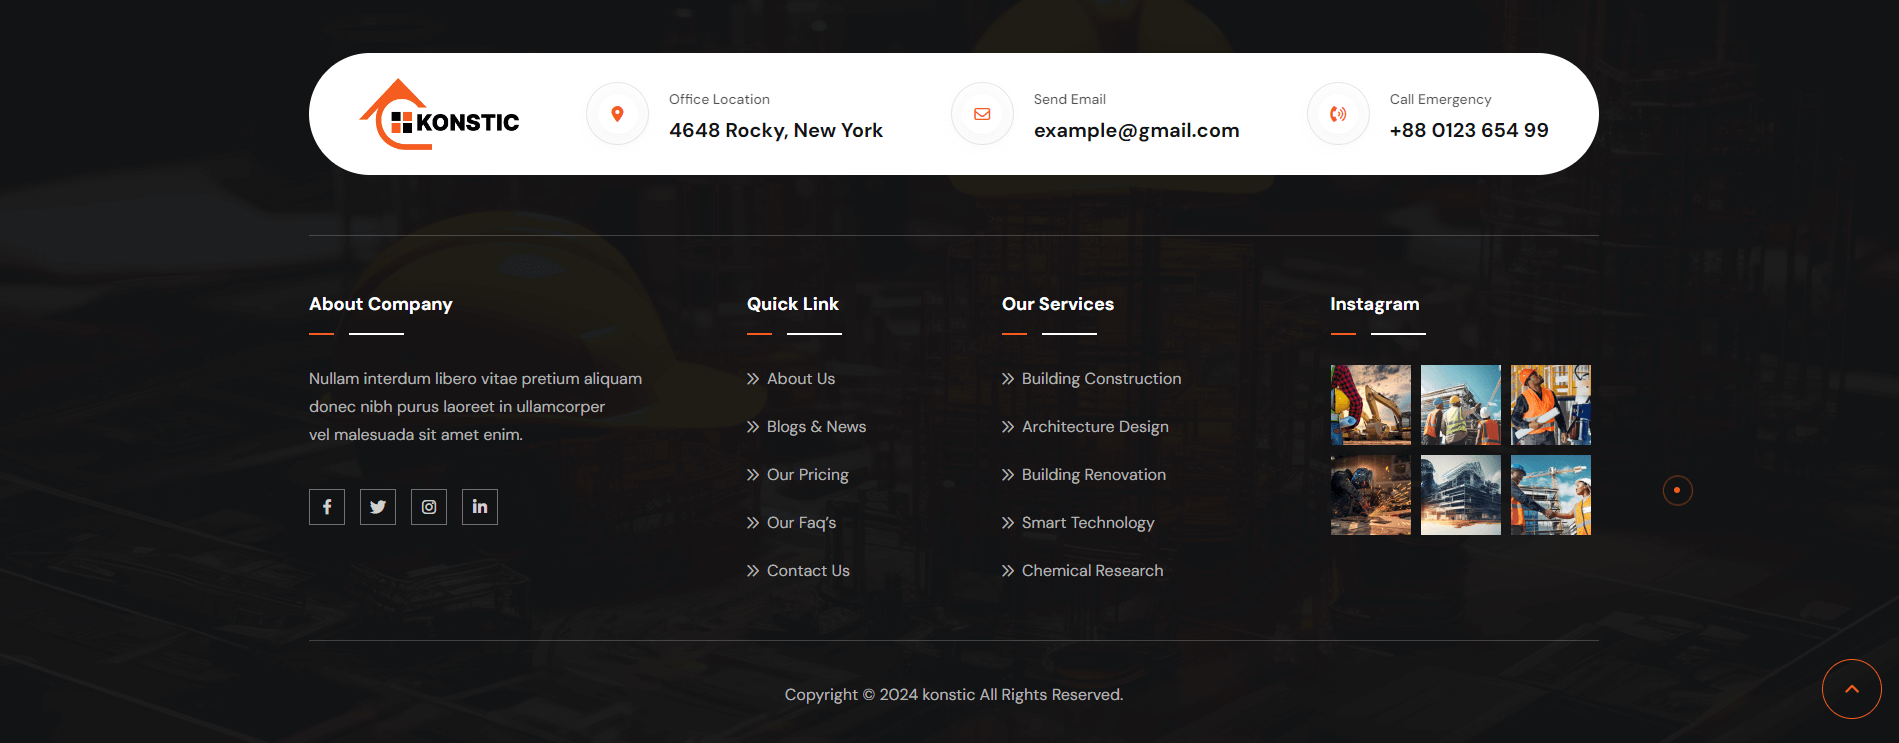 KONSTIC
Office Location
4648 Rocky, New York
Send Email
example@gmail.com
Call Emergency
+88 0123 654 99
About Company
Nullam interdum libero vitae pretium aliquam
donec nibh purus laoreet in ullamcorper
vel malesuada sit amet enim.
Quick Link
About Us
Blogs & News
Our Pricing
Our Faq’s
Contact Us
Our Services
Building Construction
Architecture Design
Building Renovation
Smart Technology
Chemical Research
Instagram
Copyright © 2024 konstic All Rights Reserved.